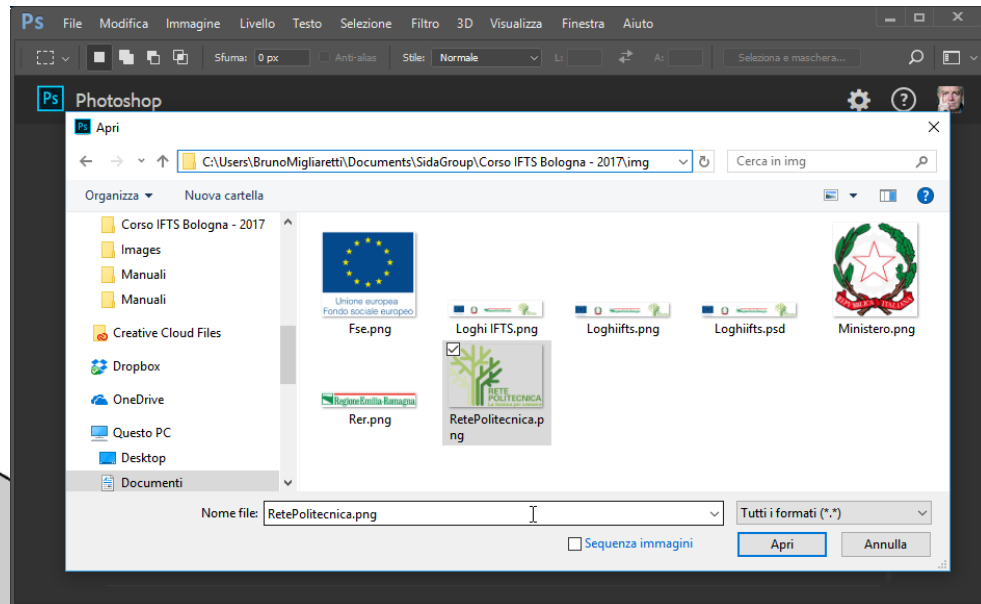 Ps File Modifica Immagine Livello Testo Selezione Filtro 3D Visualizza Finestra Aiuto
Sfuma: 0 px Anti-alias Stile: Normale L: A: Seleziona e maschera...
Ps Photoshop
Ps Apri
C:\Users\BrunoMigliaretti\Documents\SidaGroup\Corso IFTS Bologna - 2017\img Cerca in img
Organizza Nuova cartella
Corso IFTS Bologna - 2017
Images
Manuali
Manuali
Creative Cloud Files
Dropbox
OneDrive
Questo PC
Desktop
Documenti
Unione europea
Fondo sociale europeo
Fse.png Loghi IFTS.png Loghiifts.png Loghiifts.psd Ministero.png
REPVBBLICA ITALIANA
RegioneEmilia-Romagna
Rer.png
RETE
POLITECNICA
RetePolitecnica.p
ng
Nome file: RetePolitecnica.png Tutti i formati (*.*)
Sequenza immagini Apri Annulla